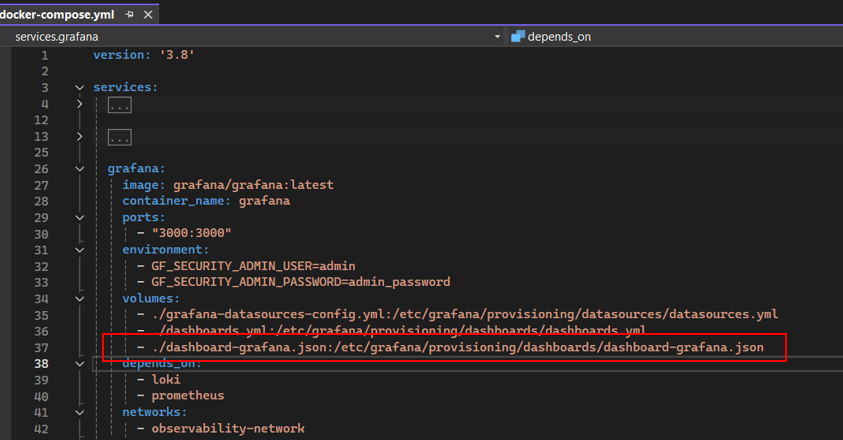 docker-compose.yml
services.grafana depends_on
1 version: '3.8'
2
3 services:
4 ...
12
13 ...
25
26 grafana:
27 image: grafana/grafana:latest
28 container_name: grafana
29 ports:
30 - "3000:3000"
31 environment:
32 - GF_SECURITY_ADMIN_USER=admin
33 - GF_SECURITY_ADMIN_PASSWORD=admin_password
34 volumes:
35 - ./grafana-datasources-config.yml:/etc/grafana/provisioning/datasources/datasources.yml
36 - ./dashboards.yml:/etc/grafana/provisioning/dashboards/dashboards.yml
37 - ./dashboard-grafana.json:/etc/grafana/provisioning/dashboards/dashboard-grafana.json
38 depends_on:
39 - loki
40 - prometheus
41 networks:
42 - observability-network